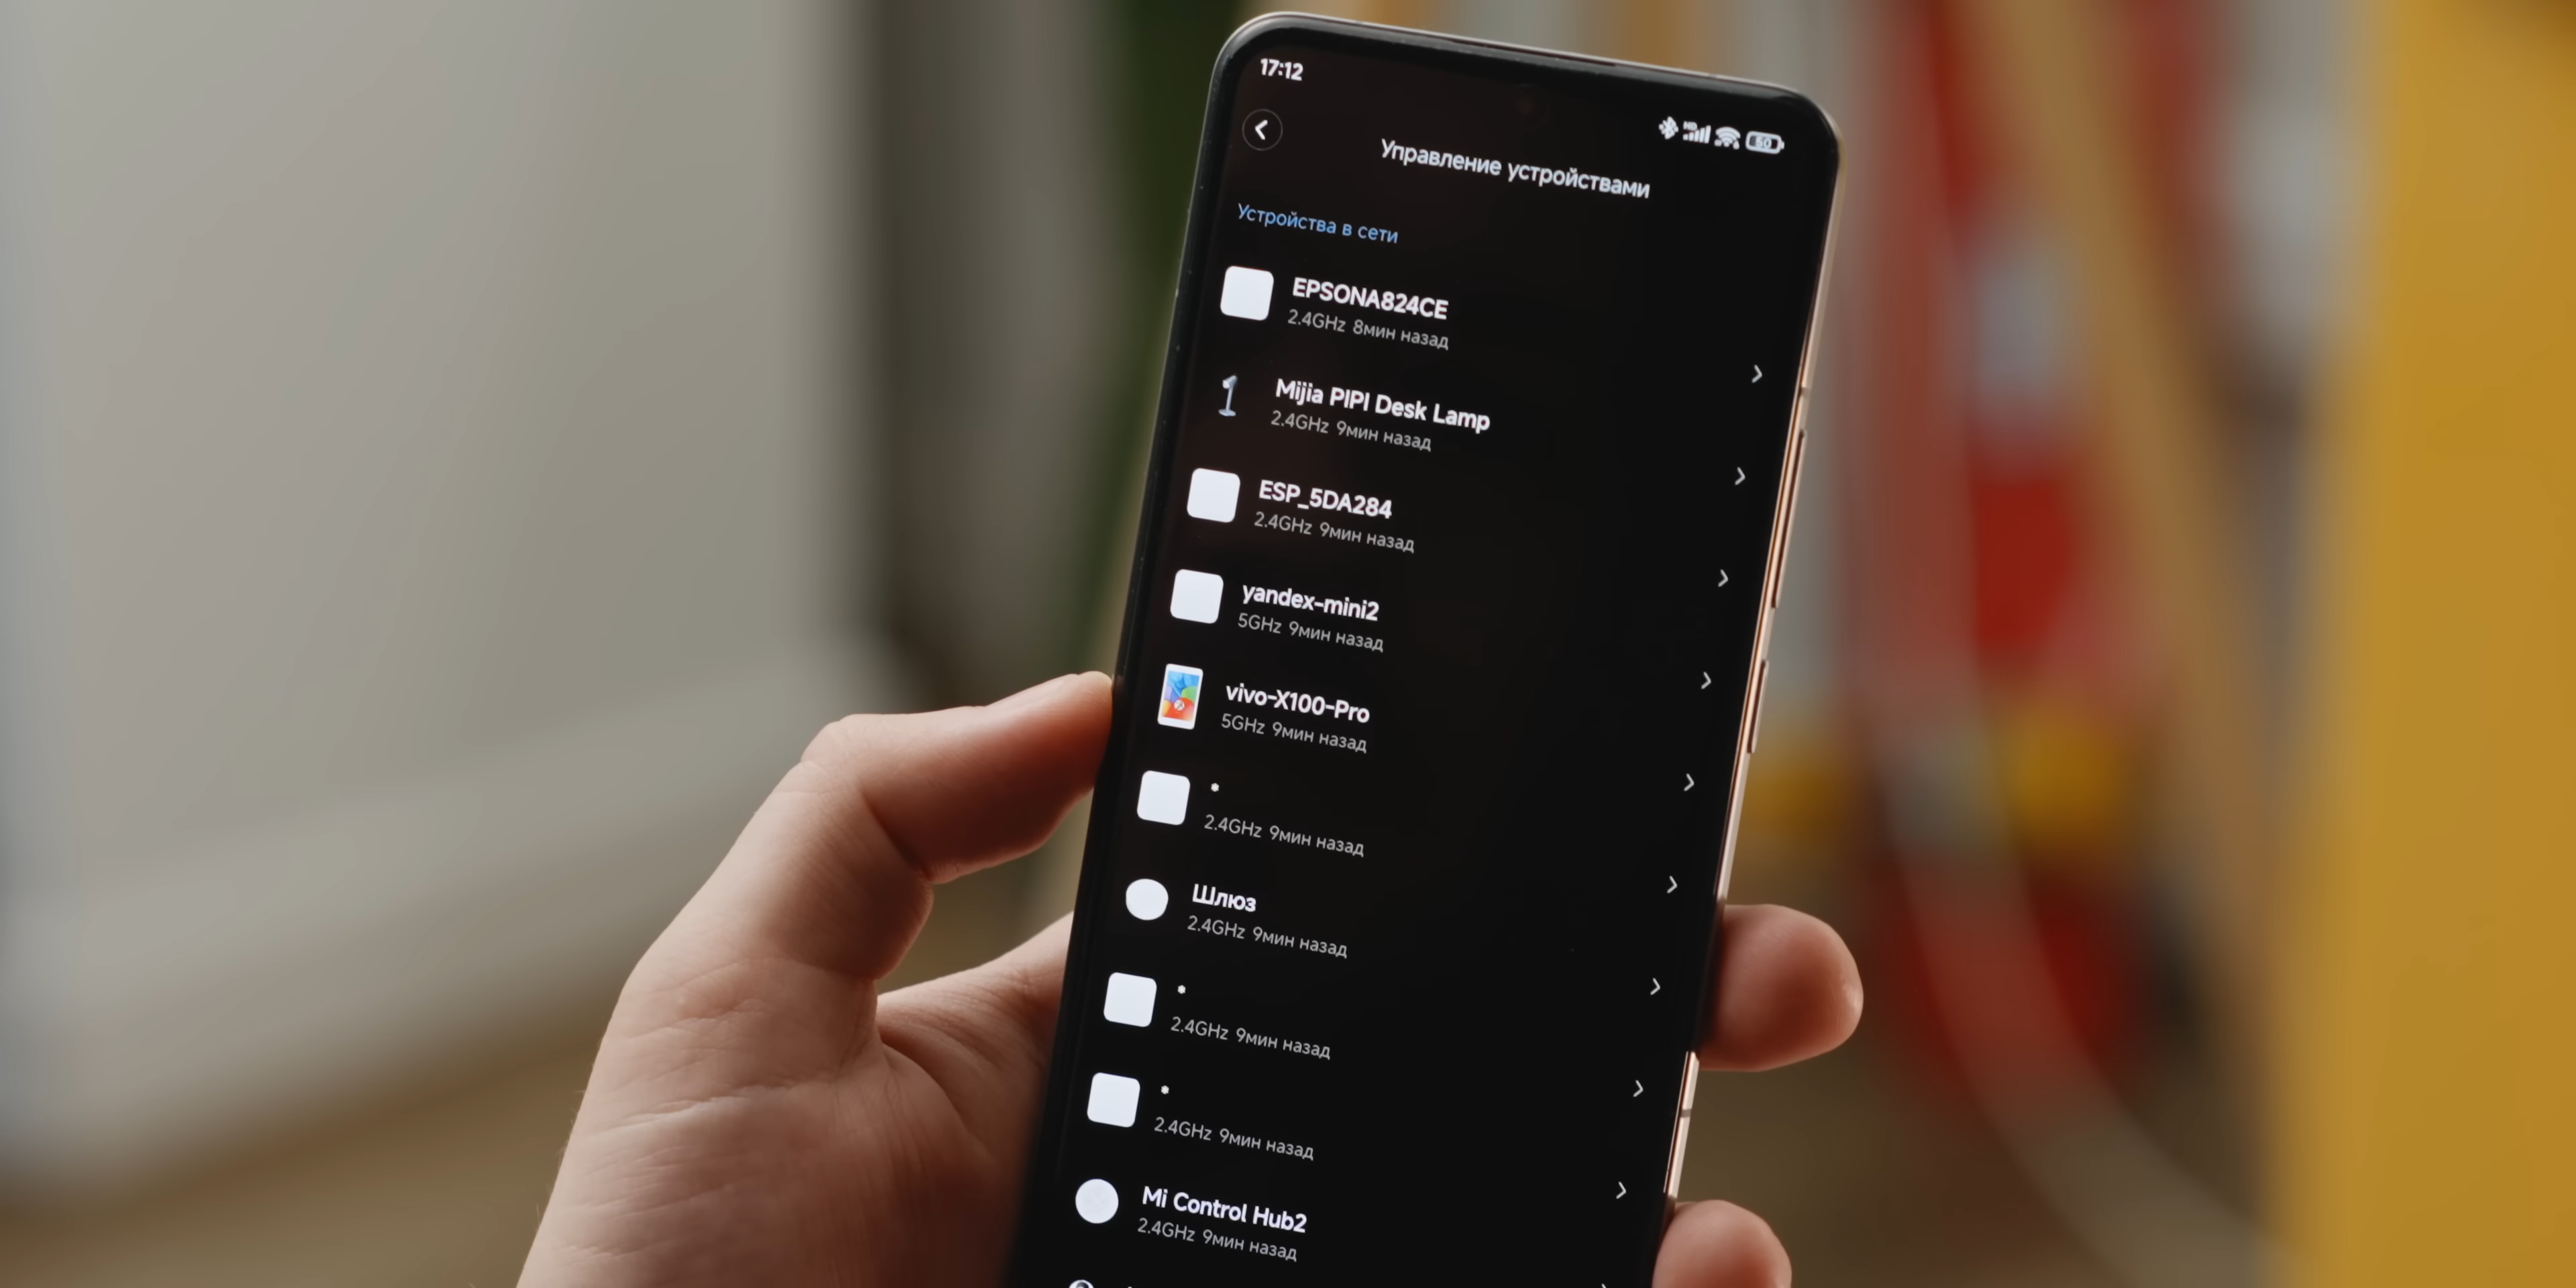 17:12
HD
50
Управление устройствами
Устройства в сети
EPSONA824CE
2.4GHz 8мин назад
Mijia PIPI Desk Lamp
2.4GHz 9мин назад
ESP_5DA284
2.4GHz 9мин назад
yandex-mini2
5GHz 9мин назад
vivo-X100-Pro
5GHz 9мин назад
*
2.4GHz 9мин назад
Шлюз
2.4GHz 9мин назад
*
2.4GHz 9мин назад
*
2.4GHz 9мин назад
Mi Control Hub2
2.4GHz 9мин назад